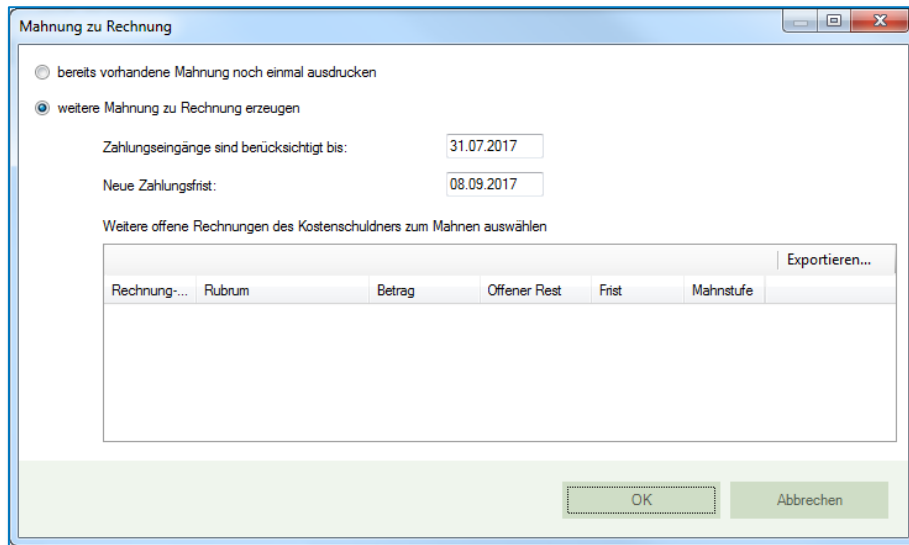 Mahnung zu Rechnung
bereits vorhandene Mahnung noch einmal ausdrucken
weitere Mahnung zu Rechnung erzeugen
Zahlungseingänge sind berücksichtigt bis: 31.07.2017
Neue Zahlungsfrist: 08.09.2017
Weitere offene Rechnungen des Kostenschuldners zum Mahnen auswählen
Exportieren...
Rechnung-... Rubrum Betrag Offener Rest Frist Mahnstufe
OK Abbrechen